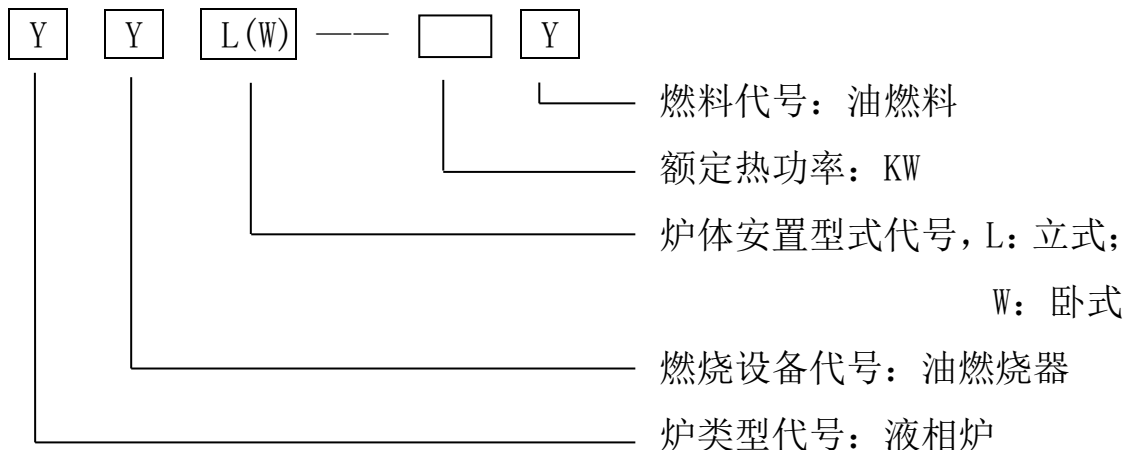 Y Y L(W) —— Y
燃料代号：油燃料
额定热功率：KW
炉体安置型式代号，L：立式；
W：卧式
燃烧设备代号：油燃烧器
炉类型代号：液相炉